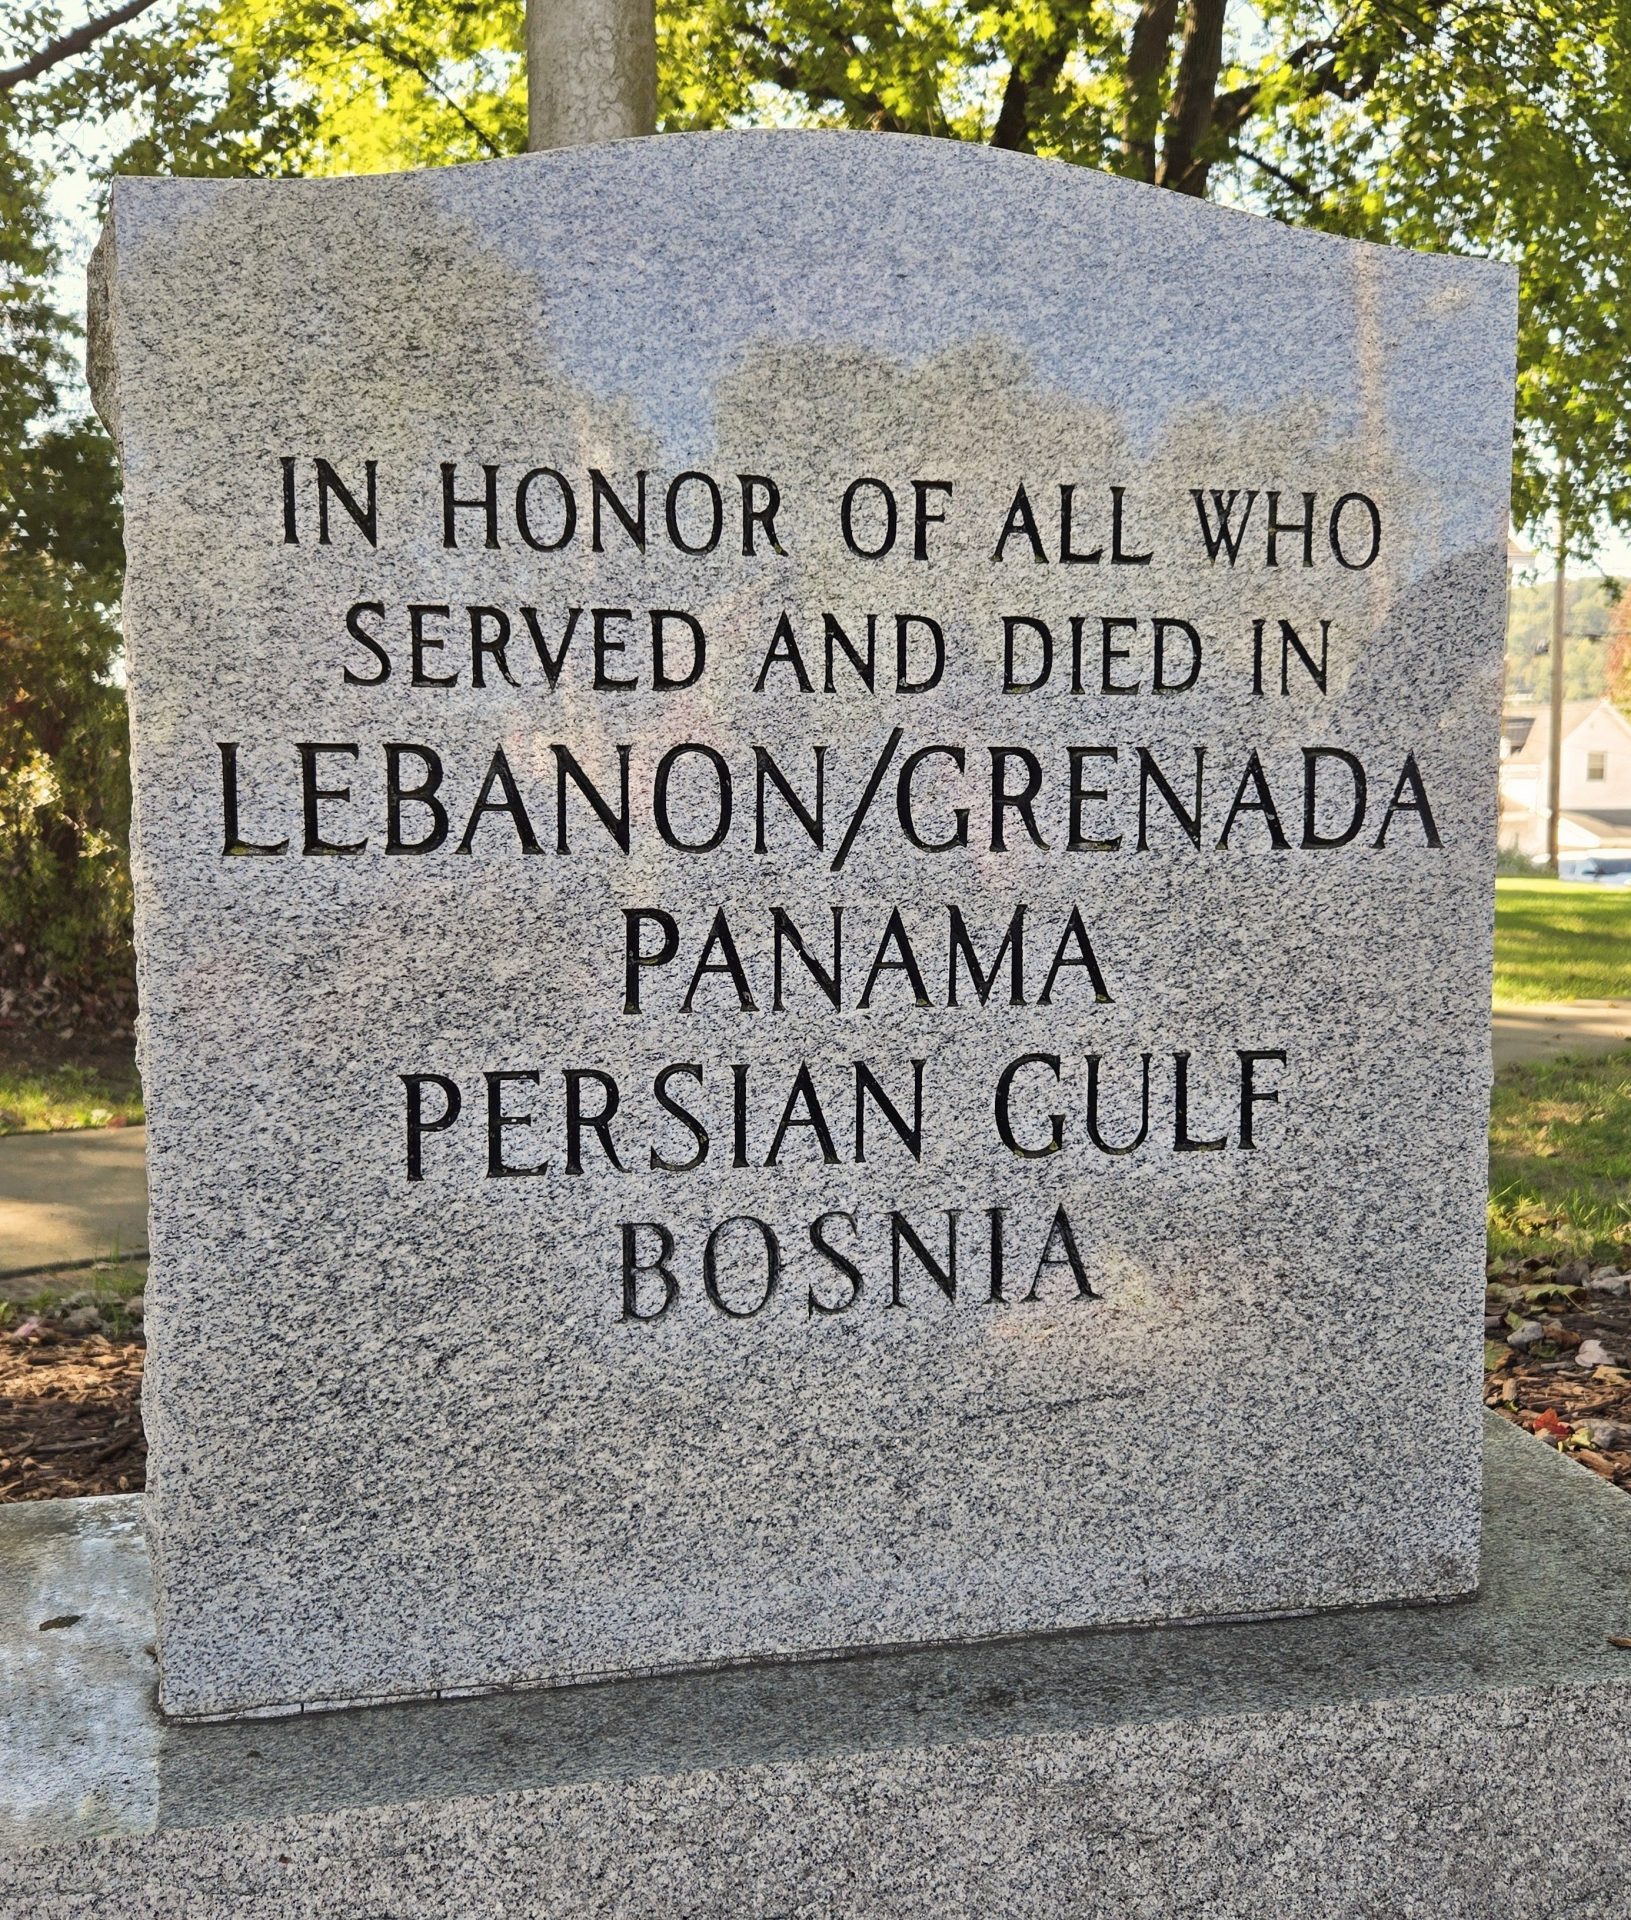 IN HONOR OF ALL WHO
SERVED AND DIED IN
LEBANON/GRENADA
PANAMA
PERSIAN GULF
BOSNIA